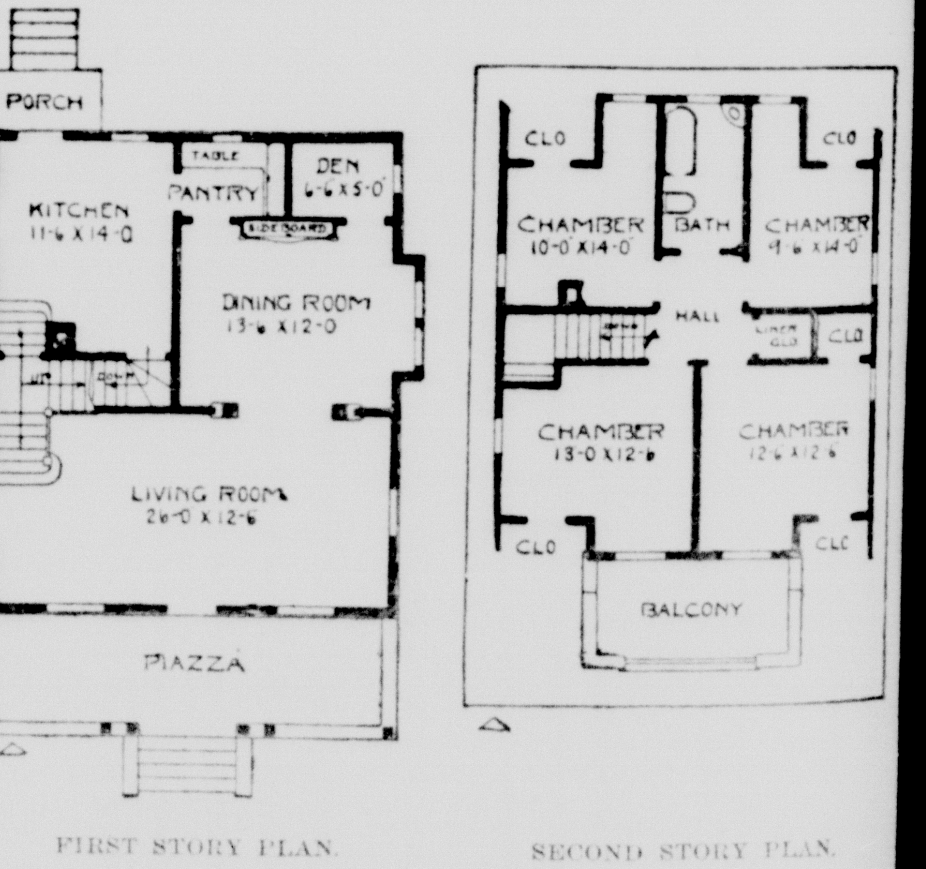 PORCH
TABLE
PANTRY
DEN
6-6 X 5-0
KITCHEN
11-6 X 14-0
SIDEBOARD
DINING ROOM
13-6 X 12-0
UP
DOWN
LIVING ROOM
26-0 X 12-6
PIAZZA
FIRST STORY PLAN.
CLO
CLO
CHAMBER
10-0 X 14-0
BATH
CHAMBER
9-6 X 14-0
HALL
DOWN
LINEN
CLO
CLO
CHAMBER
13-0 X 12-6
CHAMBER
12-6 X 12-6
CLO
CLO
BALCONY
SECOND STORY PLAN.